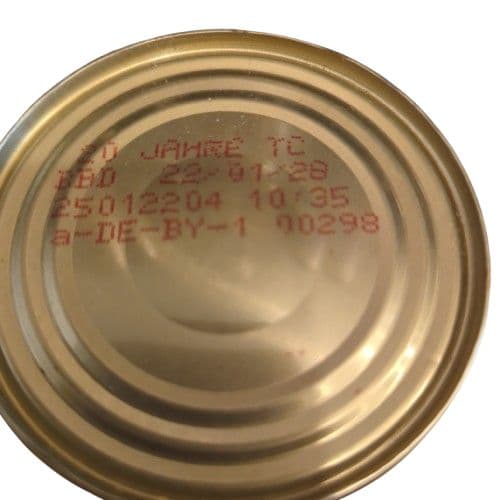 20 JAHRE TC
BBD 22/01/28
25012204 10:35
a-DE-BY-1 00298